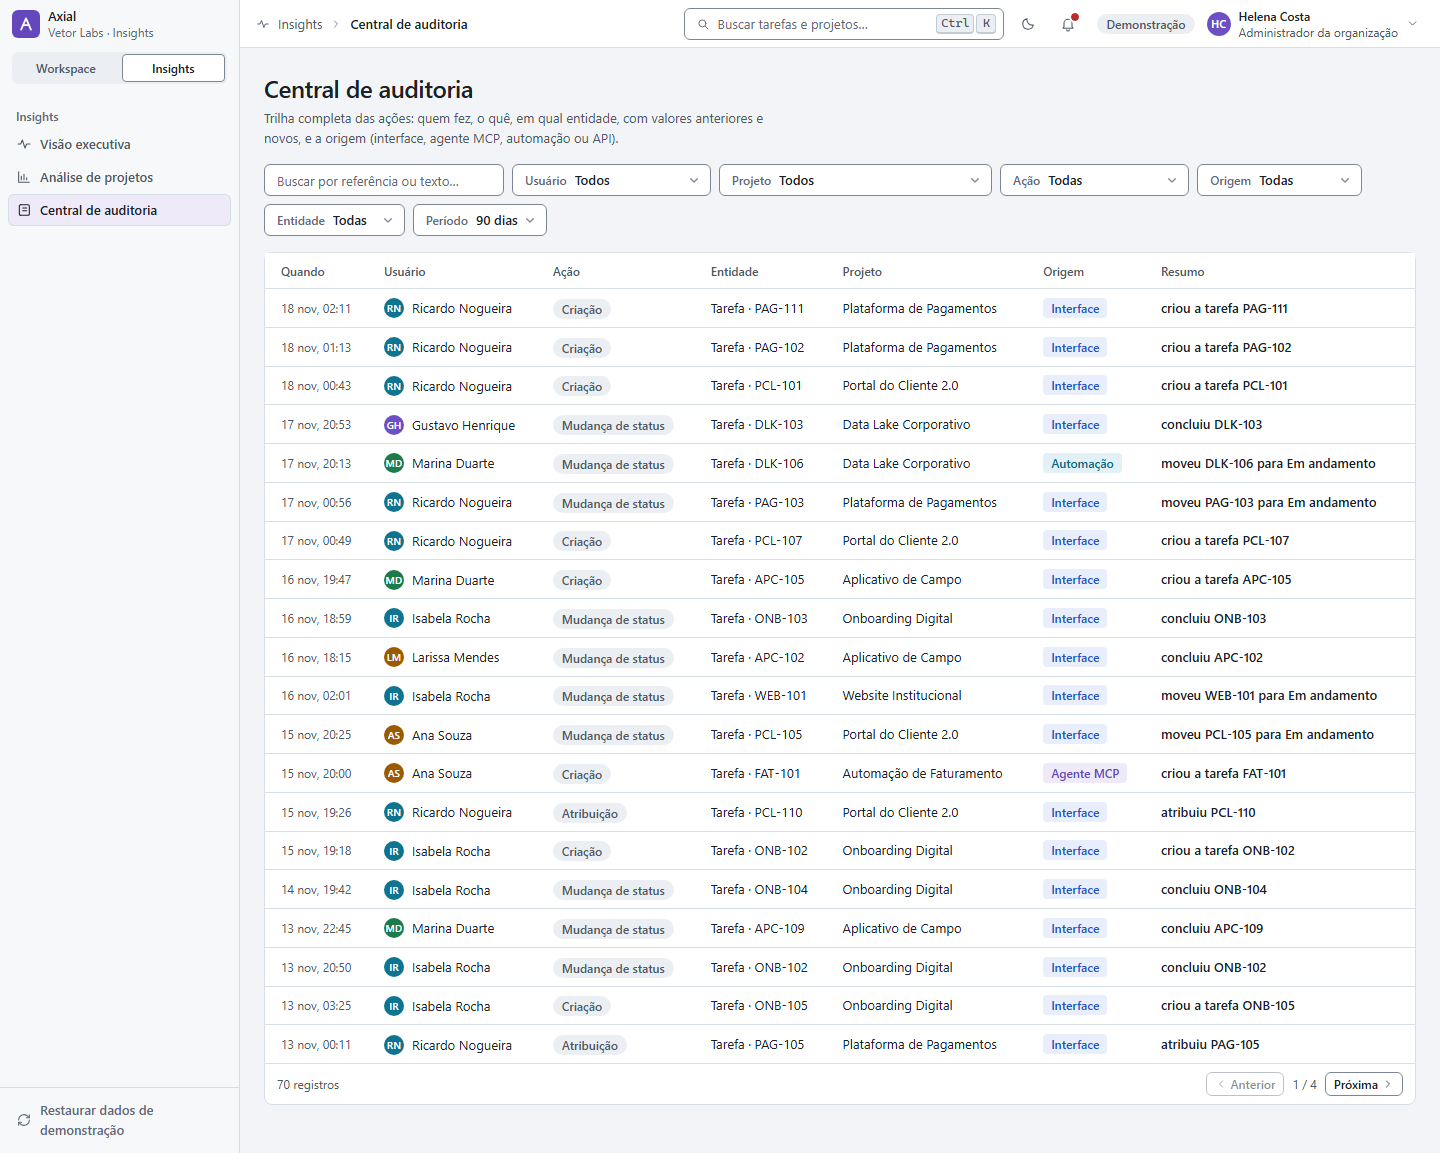 Axial
Vetor Labs · Insights
Workspace
Insights
Insights
Visão executiva
Análise de projetos
Central de auditoria
Restaurar dados de
demonstração
Insights
Central de auditoria
Buscar tarefas e projetos...
Ctrl K
Demonstração
HC
Helena Costa
Administrador da organização
Central de auditoria
Trilha completa das ações: quem fez, o quê, em qual entidade, com valores anteriores e
novos, e a origem (interface, agente MCP, automação ou API).
Buscar por referência ou texto...
Usuário Todos
Projeto Todos
Ação Todas
Origem Todas
Entidade Todas
Período 90 dias
Quando Usuário Ação Entidade Projeto Origem Resumo
18 nov, 02:11 RN Ricardo Nogueira Criação Tarefa · PAG-111 Plataforma de Pagamentos Interface criou a tarefa PAG-111
18 nov, 01:13 RN Ricardo Nogueira Criação Tarefa · PAG-102 Plataforma de Pagamentos Interface criou a tarefa PAG-102
18 nov, 00:43 RN Ricardo Nogueira Criação Tarefa · PCL-101 Portal do Cliente 2.0 Interface criou a tarefa PCL-101
17 nov, 20:53 GH Gustavo Henrique Mudança de status Tarefa · DLK-103 Data Lake Corporativo Interface concluiu DLK-103
17 nov, 20:13 MD Marina Duarte Mudança de status Tarefa · DLK-106 Data Lake Corporativo Automação moveu DLK-106 para Em andamento
17 nov, 00:56 RN Ricardo Nogueira Mudança de status Tarefa · PAG-103 Plataforma de Pagamentos Interface moveu PAG-103 para Em andamento
17 nov, 00:49 RN Ricardo Nogueira Criação Tarefa · PCL-107 Portal do Cliente 2.0 Interface criou a tarefa PCL-107
16 nov, 19:47 MD Marina Duarte Criação Tarefa · APC-105 Aplicativo de Campo Interface criou a tarefa APC-105
16 nov, 18:59 IR Isabela Rocha Mudança de status Tarefa · ONB-103 Onboarding Digital Interface concluiu ONB-103
16 nov, 18:15 LM Larissa Mendes Mudança de status Tarefa · APC-102 Aplicativo de Campo Interface concluiu APC-102
16 nov, 02:01 IR Isabela Rocha Mudança de status Tarefa · WEB-101 Website Institucional Interface moveu WEB-101 para Em andamento
15 nov, 20:25 AS Ana Souza Mudança de status Tarefa · PCL-105 Portal do Cliente 2.0 Interface moveu PCL-105 para Em andamento
15 nov, 20:00 AS Ana Souza Criação Tarefa · FAT-101 Automação de Faturamento Agente MCP criou a tarefa FAT-101
15 nov, 19:26 RN Ricardo Nogueira Atribuição Tarefa · PCL-110 Portal do Cliente 2.0 Interface atribuiu PCL-110
15 nov, 19:18 IR Isabela Rocha Criação Tarefa · ONB-102 Onboarding Digital Interface criou a tarefa ONB-102
14 nov, 19:42 IR Isabela Rocha Mudança de status Tarefa · ONB-104 Onboarding Digital Interface concluiu ONB-104
13 nov, 22:45 MD Marina Duarte Mudança de status Tarefa · APC-109 Aplicativo de Campo Interface concluiu APC-109
13 nov, 20:50 IR Isabela Rocha Mudança de status Tarefa · ONB-102 Onboarding Digital Interface concluiu ONB-102
13 nov, 03:25 IR Isabela Rocha Criação Tarefa · ONB-105 Onboarding Digital Interface criou a tarefa ONB-105
13 nov, 00:11 RN Ricardo Nogueira Atribuição Tarefa · PAG-105 Plataforma de Pagamentos Interface atribuiu PAG-105
70 registros
Anterior 1 / 4 Próxima